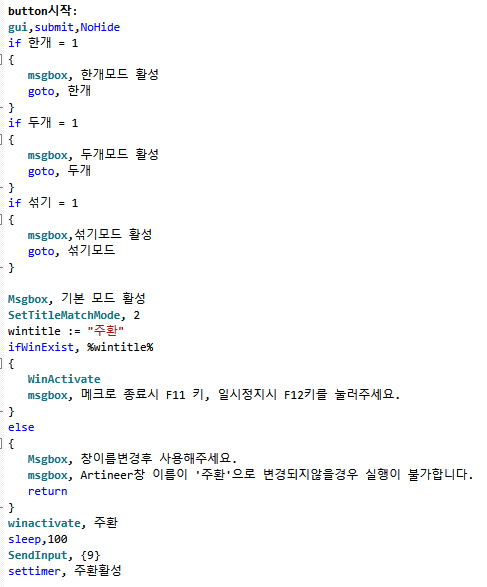 button시작:
gui,submit,NoHide
if 한개 = 1
{
msgbox, 한개모드 활성
goto, 한개
}
if 두개 = 1
{
msgbox, 두개모드 활성
goto, 두개
}
if 섞기 = 1
{
msgbox,섞기모드 활성
goto, 섞기모드
}
Msgbox, 기본 모드 활성
SetTitleMatchMode, 2
wintitle := "주환"
ifWinExist, %wintitle%
{
WinActivate
msgbox, 메크로 종료시 F11 키, 일시정지시 F12키를 눌러주세요.
}
else
{
Msgbox, 창이름변경후 사용해주세요.
msgbox, Artineer창 이름이 '주환'으로 변경되지않을경우 실행이 불가합니다.
return
}
winactivate, 주환
sleep,100
SendInput, {9}
settimer, 주환활성